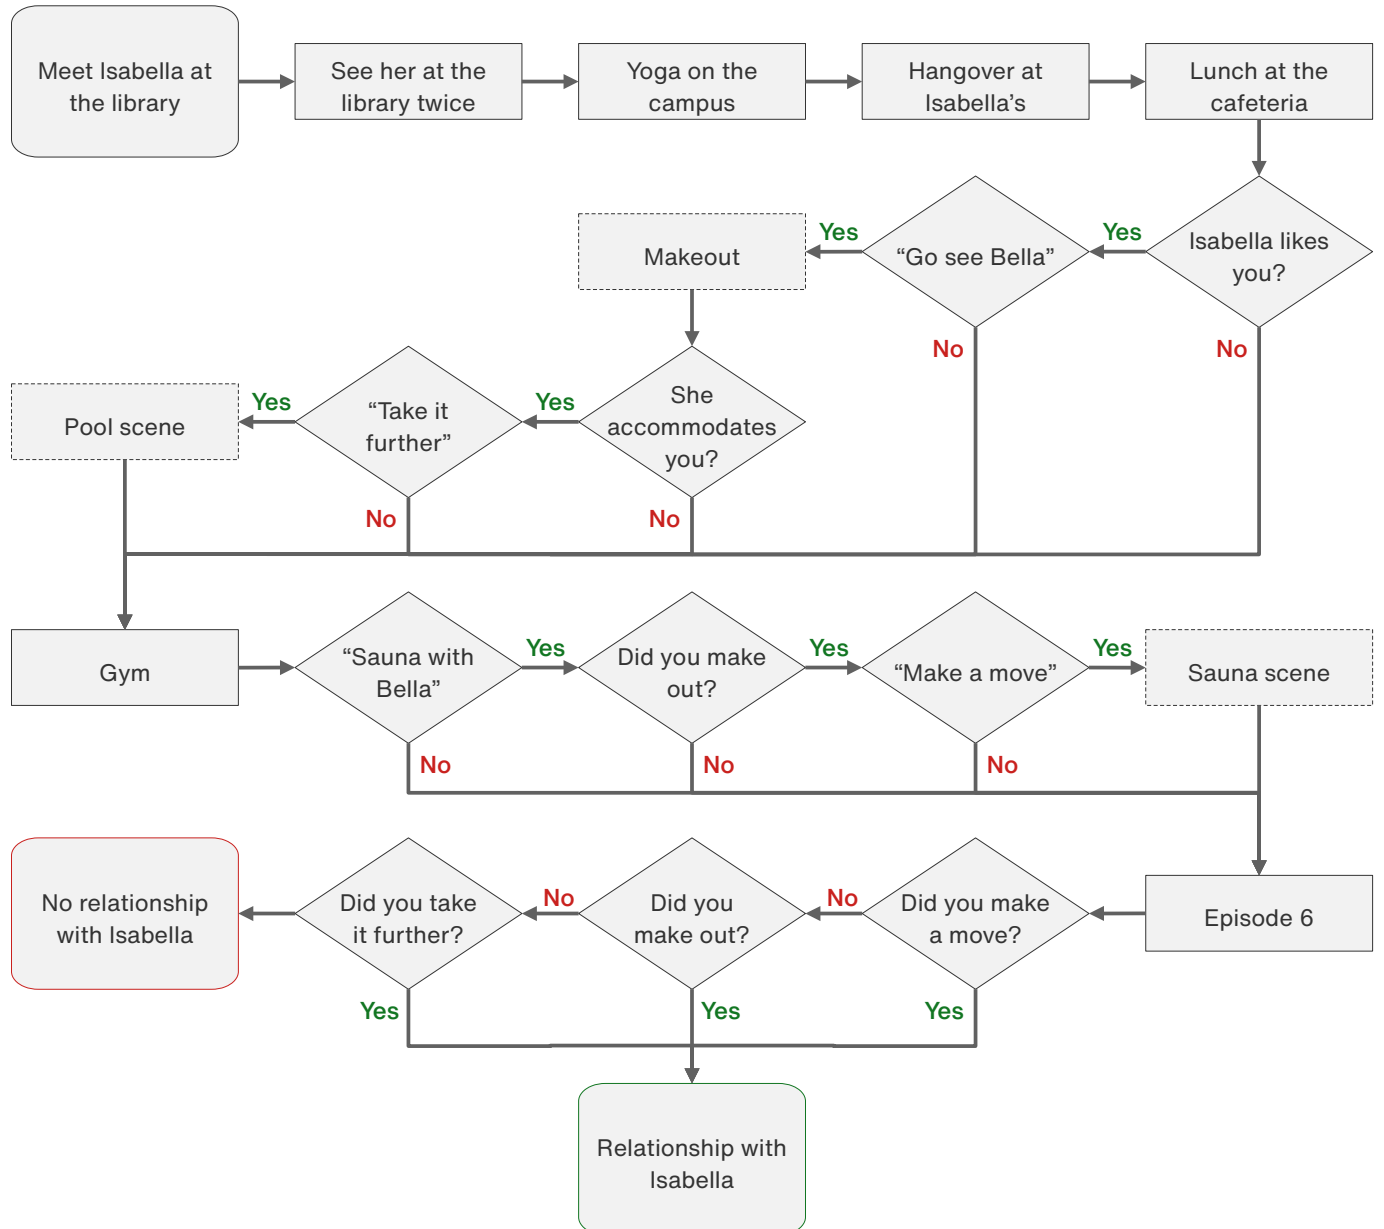 Meet Isabella at
the library
See her at the
library twice
Yoga on the
campus
Hangover at
Isabella’s
Lunch at the
cafeteria
Isabella likes
you?
Yes
No
“Go see Bella”
Yes
No
Makeout
She
accommodates
you?
Yes
No
“Take it
further”
Yes
No
Pool scene
Gym
“Sauna with
Bella”
Yes
No
Did you make
out?
Yes
No
“Make a move”
Yes
No
Sauna scene
Episode 6
Did you make
a move?
No
Yes
Did you
make out?
No
Yes
Did you take
it further?
Yes
No relationship
with Isabella
Relationship with
Isabella